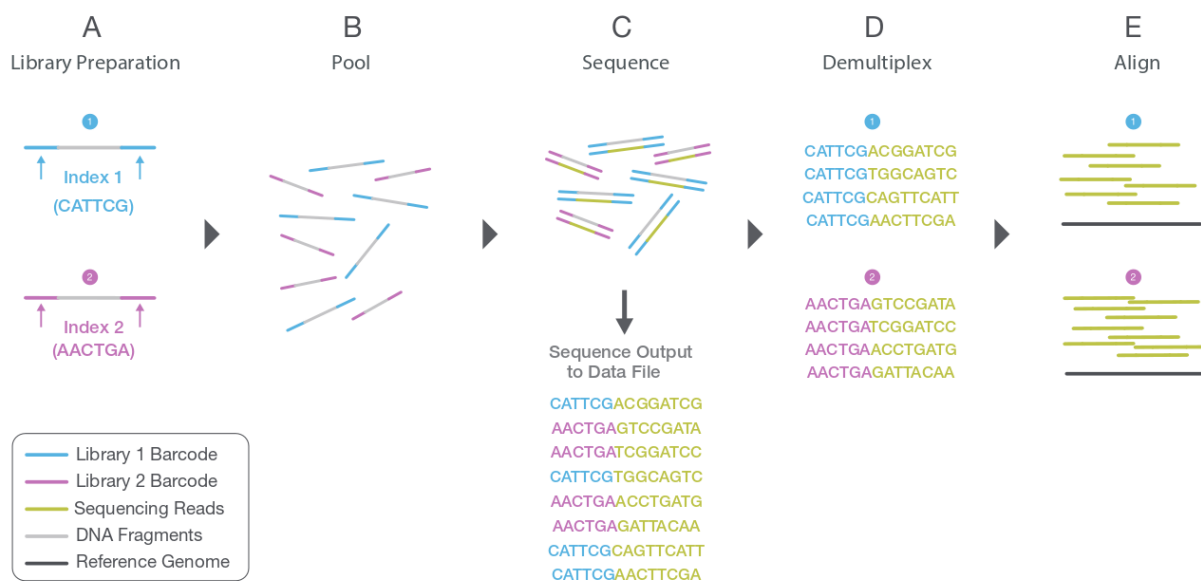 A
Library Preparation
1
Index 1
(CATTCG)
2
Index 2
(AACTGA)
Library 1 Barcode
Library 2 Barcode
Sequencing Reads
DNA Fragments
Reference Genome
B
Pool
C
Sequence
Sequence Output
to Data File
CATTCGACGGATCG
AACTGAGTCCGATA
AACTGATCGGATCC
CATTCGTGGCAGTC
AACTGAACCTGATG
AACTGAGATTACAA
CATTCGCAGTTCATT
CATTCGAACTTCGA
D
Demultiplex
1
CATTCGACGGATCG
CATTCGTGGCAGTC
CATTCGCAGTTCATT
CATTCGAACTTCGA
2
AACTGAGTCCGATA
AACTGATCGGATCC
AACTGAACCTGATG
AACTGAGATTACAA
E
Align
1
2